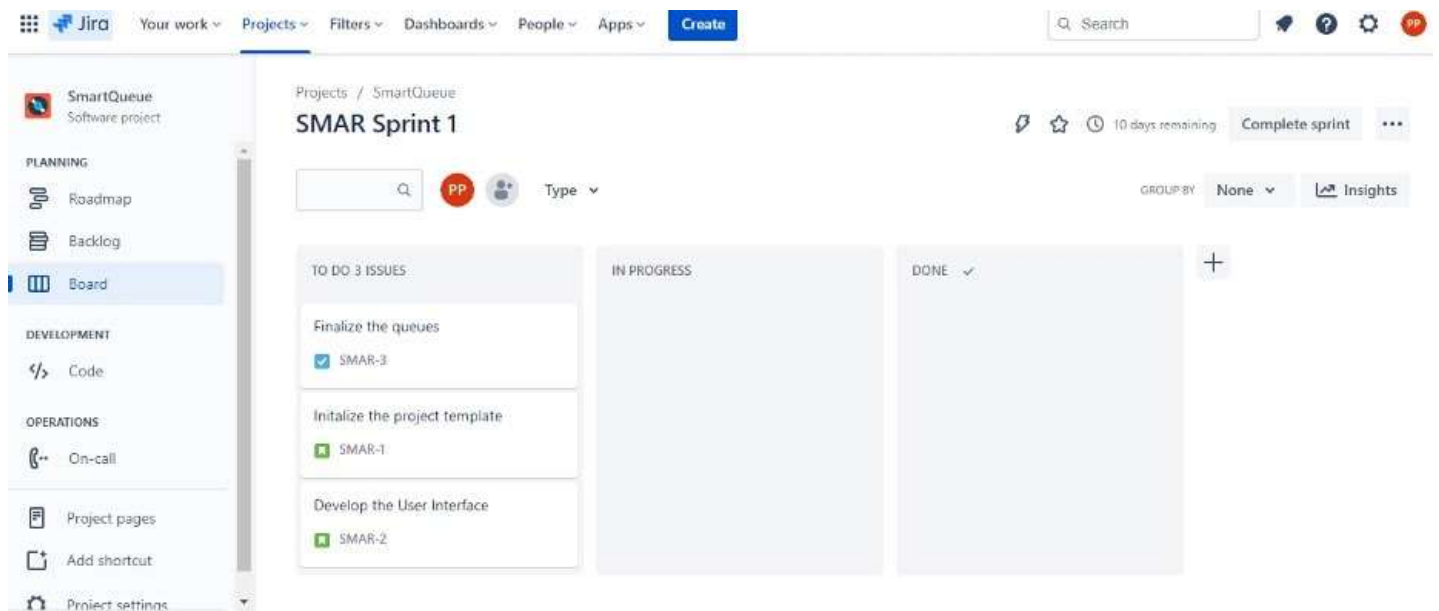 Jira Your work Projects Filters Dashboards People Apps Create Search PP
SmartQueue
Software project
PLANNING
Roadmap
Backlog
Board
DEVELOPMENT
Code
OPERATIONS
On-call
Project pages
Add shortcut
Project settings
Projects / SmartQueue
SMAR Sprint 1
10 days remaining Complete sprint
PP Type GROUP BY None Insights
TO DO 3 ISSUES
Finalize the queues
SMAR-3
Initalize the project template
SMAR-1
Develop the User Interface
SMAR-2
IN PROGRESS
DONE